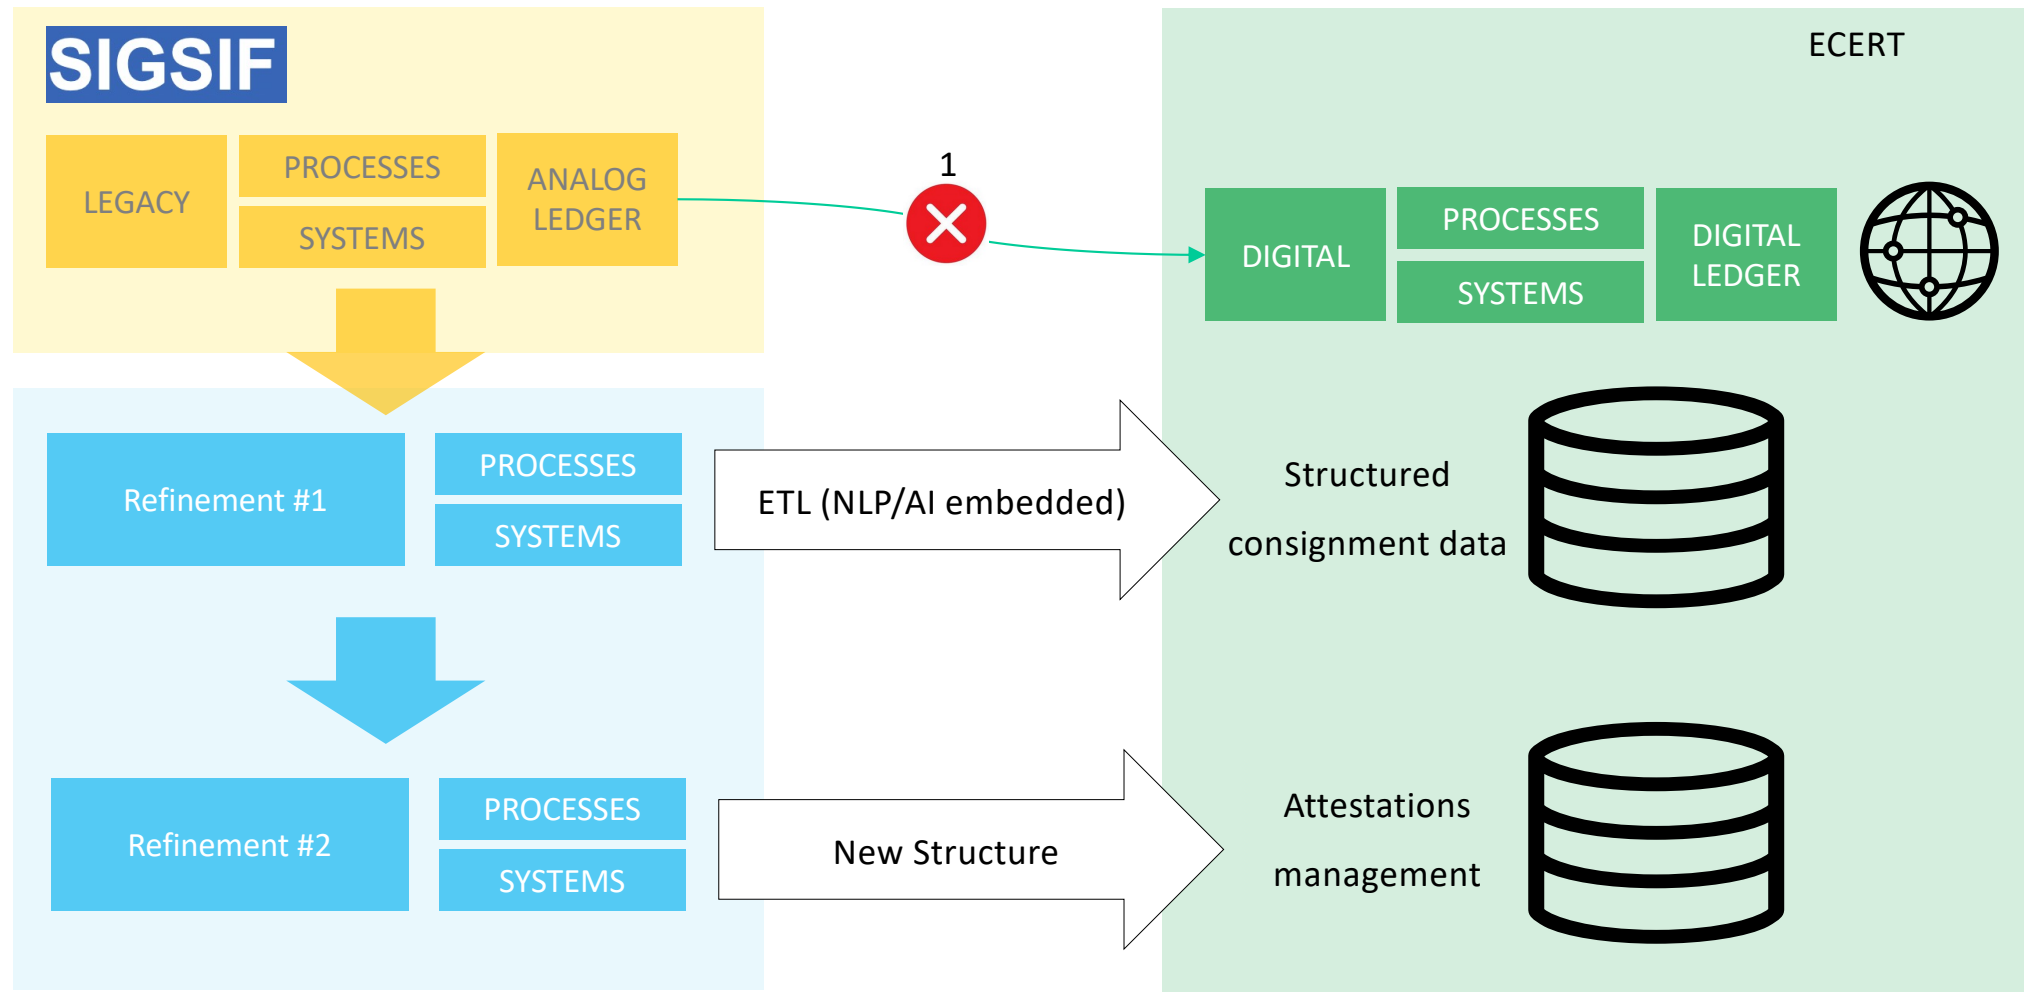 SIGSIF
LEGACY
PROCESSES
SYSTEMS
ANALOG
LEDGER
1
ECERT
DIGITAL
PROCESSES
SYSTEMS
DIGITAL
LEDGER
Refinement #1
PROCESSES
SYSTEMS
ETL (NLP/AI embedded)
Structured
consignment data
Refinement #2
PROCESSES
SYSTEMS
New Structure
Attestations
management